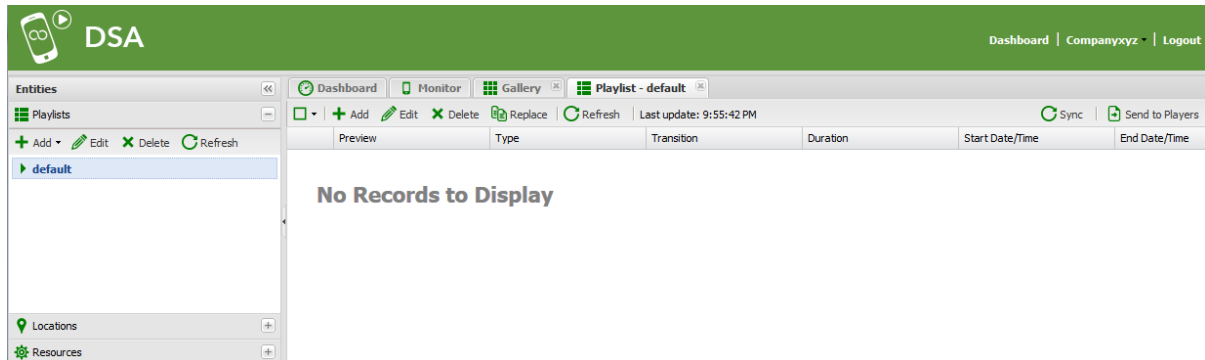 DSA
Dashboard | Companyxyz | Logout
Entities
Dashboard Monitor Gallery Playlist - default
Playlists
Add Edit Delete Replace Refresh Last update: 9:55:42 PM Sync Send to Players
Add Edit Delete Refresh
Preview Type Transition Duration Start Date/Time End Date/Time
default
No Records to Display
Locations
Resources